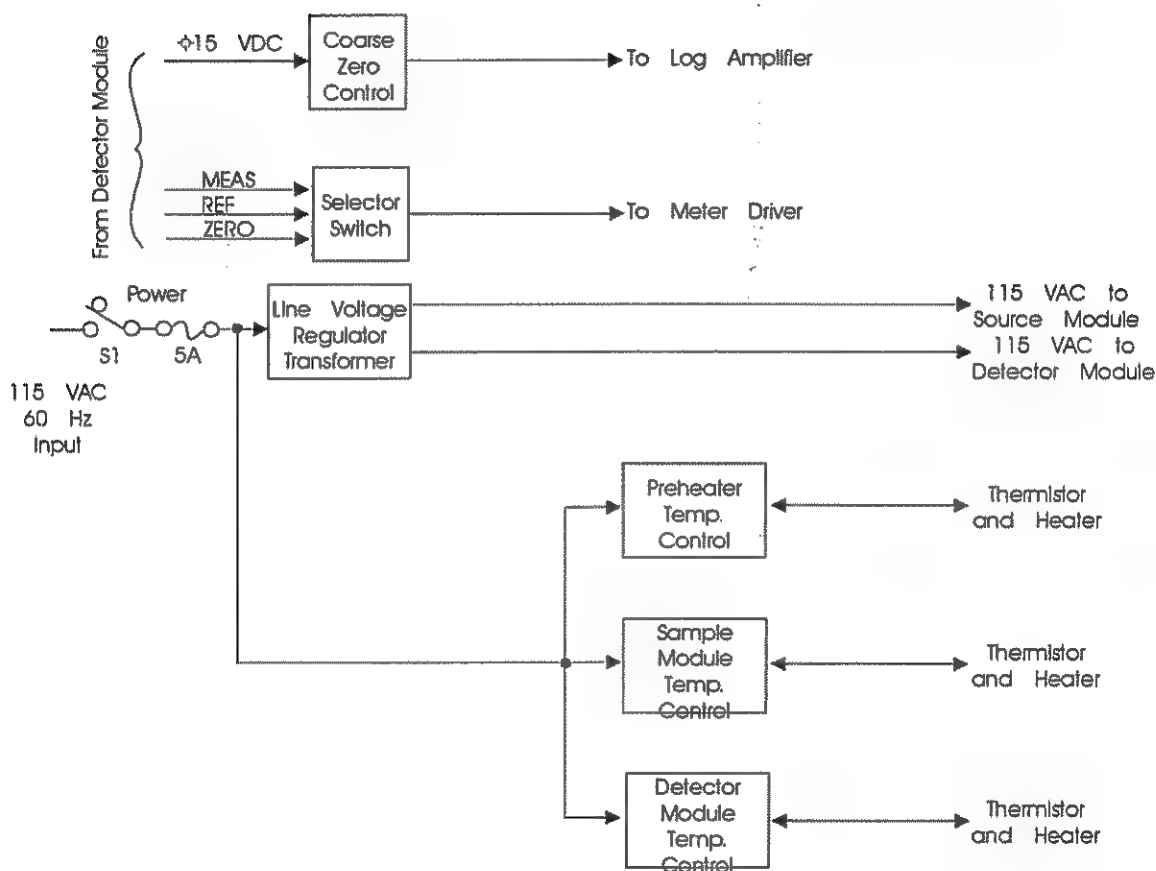 From Detector Module
+15 VDC
Coarse
Zero
Control
To Log Amplifier
MEAS
REF
ZERO
Selector
Switch
To Meter Driver
Power
S1
5A
115 VAC
60 Hz
Input
Line Voltage
Regulator
Transformer
115 VAC to
Source Module
115 VAC to
Detector Module
Preheater
Temp.
Control
Thermistor
and Heater
Sample
Module
Temp.
Control
Thermistor
and Heater
Detector
Module
Temp.
Control
Thermistor
and Heater